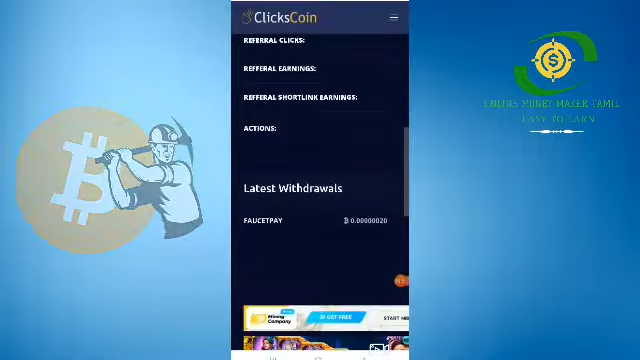 ClicksCoin
REFERRAL CLICKS:
REFFERAL EARNINGS:
REFFERAL SHORTLINK EARNINGS:
ACTIONS:
Latest Withdrawals
FAUCETPAY
₿ 0.00000020
Mining
Company
GET FREE
START MI
ONLINE MONEY MAKER TAMIL
EASY TO EARN